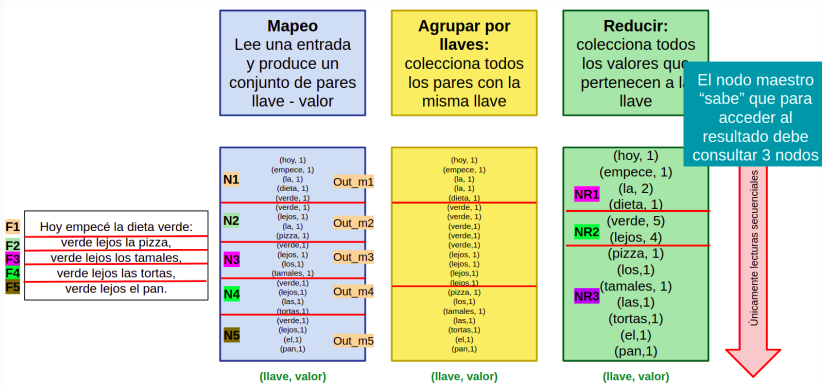 Mapeo
Lee una entrada
y produce un
conjunto de pares
llave - valor
Agrupar por
llaves:
colecciona todos
los pares con la
misma llave
Reducir:
colecciona todos
los valores que
pertenecen a la
llave
El nodo maestro
“sabe” que para
acceder al
resultado debe
consultar 3 nodos
F1
F2
F3
F4
F5
Hoy empecé la dieta verde:
verde lejos la pizza,
verde lejos los tamales,
verde lejos las tortas,
verde lejos el pan.
N1
N2
N3
N4
N5
(hoy, 1)
(empece, 1)
(la, 1)
(dieta, 1)
(verde, 1)
(verde, 1)
(lejos, 1)
(la, 1)
(pizza, 1)
(verde,1)
(lejos,1)
(los,1)
(tamales, 1)
(verde,1)
(lejos,1)
(las,1)
(tortas,1)
(verde,1)
(lejos,1)
(el,1)
(pan,1)
Out_m1
Out_m2
Out_m3
Out_m4
Out_m5
(llave, valor)
(hoy, 1)
(empece, 1)
(la, 1)
(la, 1)
(dieta, 1)
(verde, 1)
(verde, 1)
(verde,1)
(verde,1)
(verde,1)
(lejos, 1)
(lejos,1)
(lejos,1)
(lejos,1)
(pizza, 1)
(los,1)
(tamales, 1)
(las,1)
(tortas,1)
(el,1)
(pan,1)
(llave, valor)
NR1
NR2
NR3
(hoy, 1)
(empece, 1)
(la, 2)
(dieta, 1)
(verde, 5)
(lejos, 4)
(pizza, 1)
(los,1)
(tamales, 1)
(las,1)
(tortas,1)
(el,1)
(pan,1)
(llave, valor)
Únicamente lecturas secuenciales